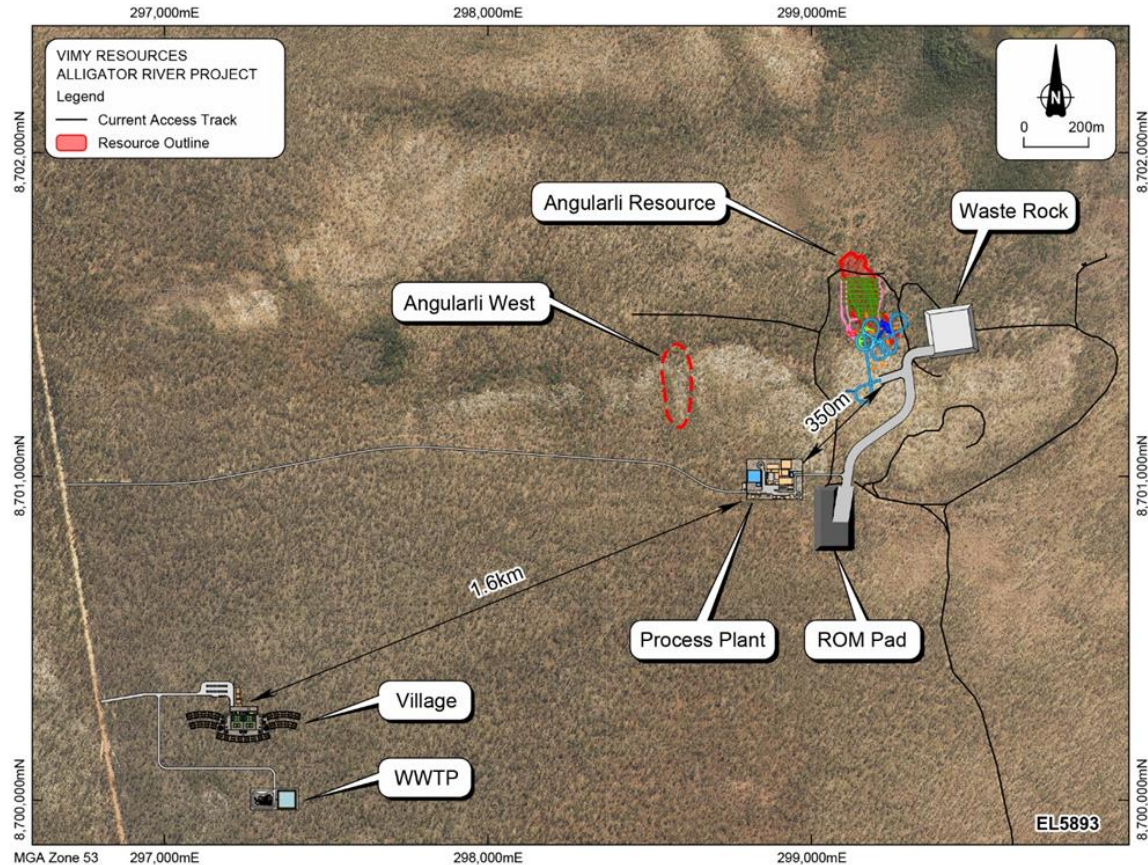 297,000mE
298,000mE
299,000mE
VIMY RESOURCES
ALLIGATOR RIVER PROJECT
Legend
Current Access Track
Resource Outline
N
0 200m
8,702,000mN
8,702,000mN
Angularli Resource
Waste Rock
Angularli West
350m
8,701,000mN
8,701,000mN
1.6km
Process Plant
ROM Pad
Village
WWTP
8,700,000mN
8,700,000mN
EL5893
MGA Zone 53
297,000mE
298,000mE
299,000mE